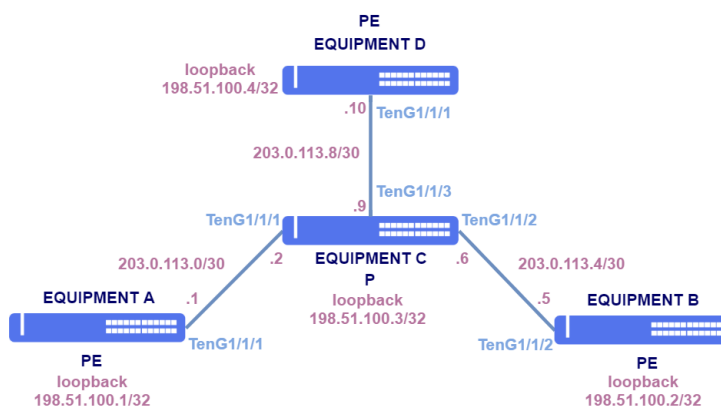 PE
EQUIPMENT D
loopback
198.51.100.4/32
.10
TenG1/1/1
203.0.113.8/30
TenG1/1/3
.9
TenG1/1/1
TenG1/1/2
203.0.113.0/30
.2
EQUIPMENT C
P
loopback
198.51.100.3/32
.6
203.0.113.4/30
EQUIPMENT A
.1
TenG1/1/1
PE
loopback
198.51.100.1/32
.5
EQUIPMENT B
TenG1/1/2
PE
loopback
198.51.100.2/32